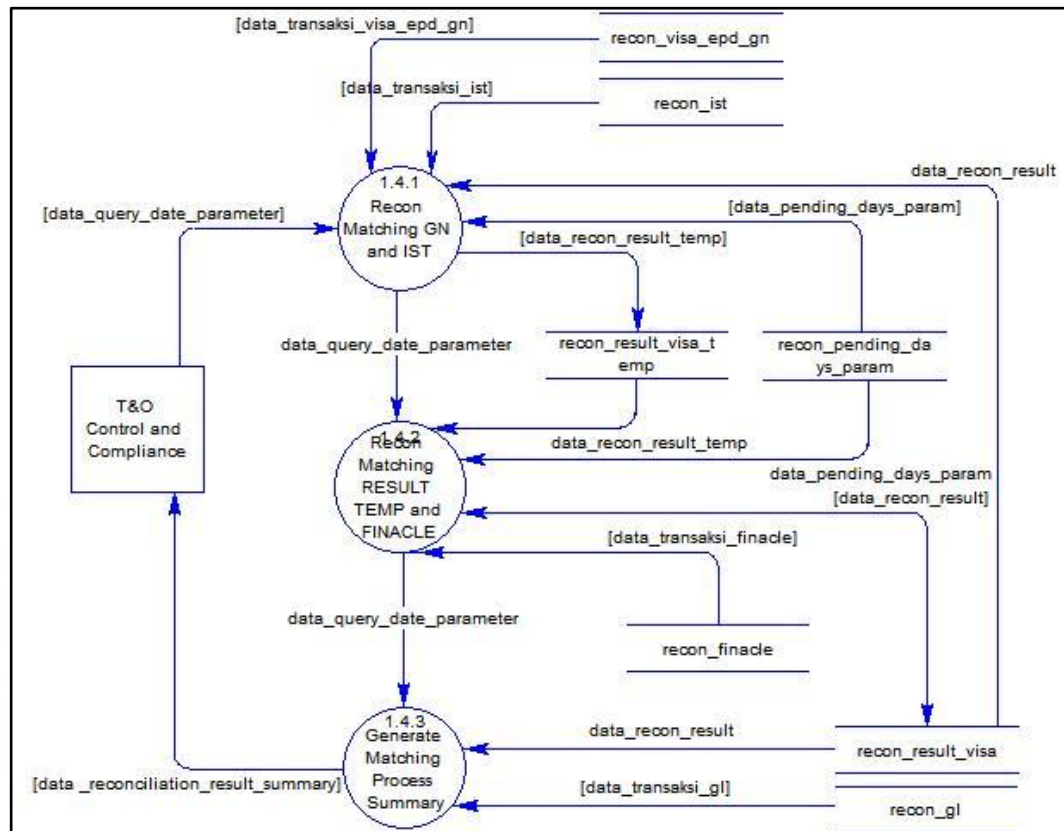 [data_transaksi_visa_epd_gn]
recon_visa_epd_gn
[data_transaksi_ist]
recon_ist
data_recon_result
1.4.1
Recon
Matching GN
and IST
[data_query_date_parameter]
[data_pending_days_param]
[data_recon_result_temp]
data_query_date_parameter
recon_result_visa_t
emp
recon_pending_da
ys_param
T&O
Control and
Compliance
1.4.2
Recon
Matching
RESULT
TEMP and
FINACLE
data_recon_result_temp
data_pending_days_param
[data_recon_result]
[data_transaksi_finacle]
data_query_date_parameter
recon_finacle
1.4.3
Generate
Matching
Process
Summary
data_recon_result
recon_result_visa
[data _reconciliation_result_summary]
[data_transaksi_gl]
recon_gl